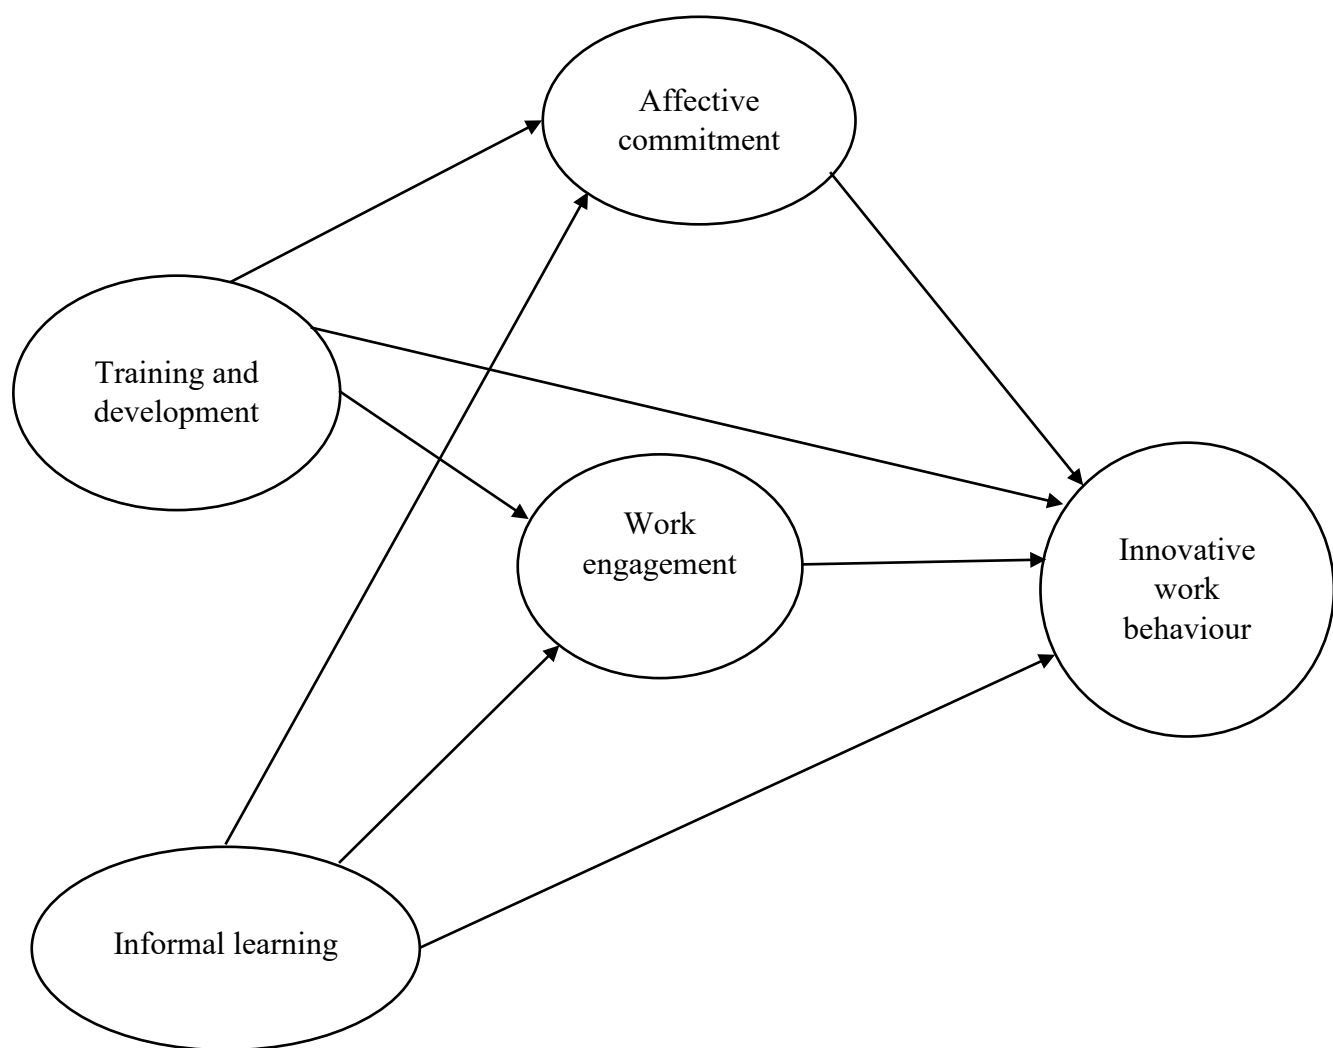 Affective
commitment
Training and
development
Work
engagement
Innovative
work
behaviour
Informal learning